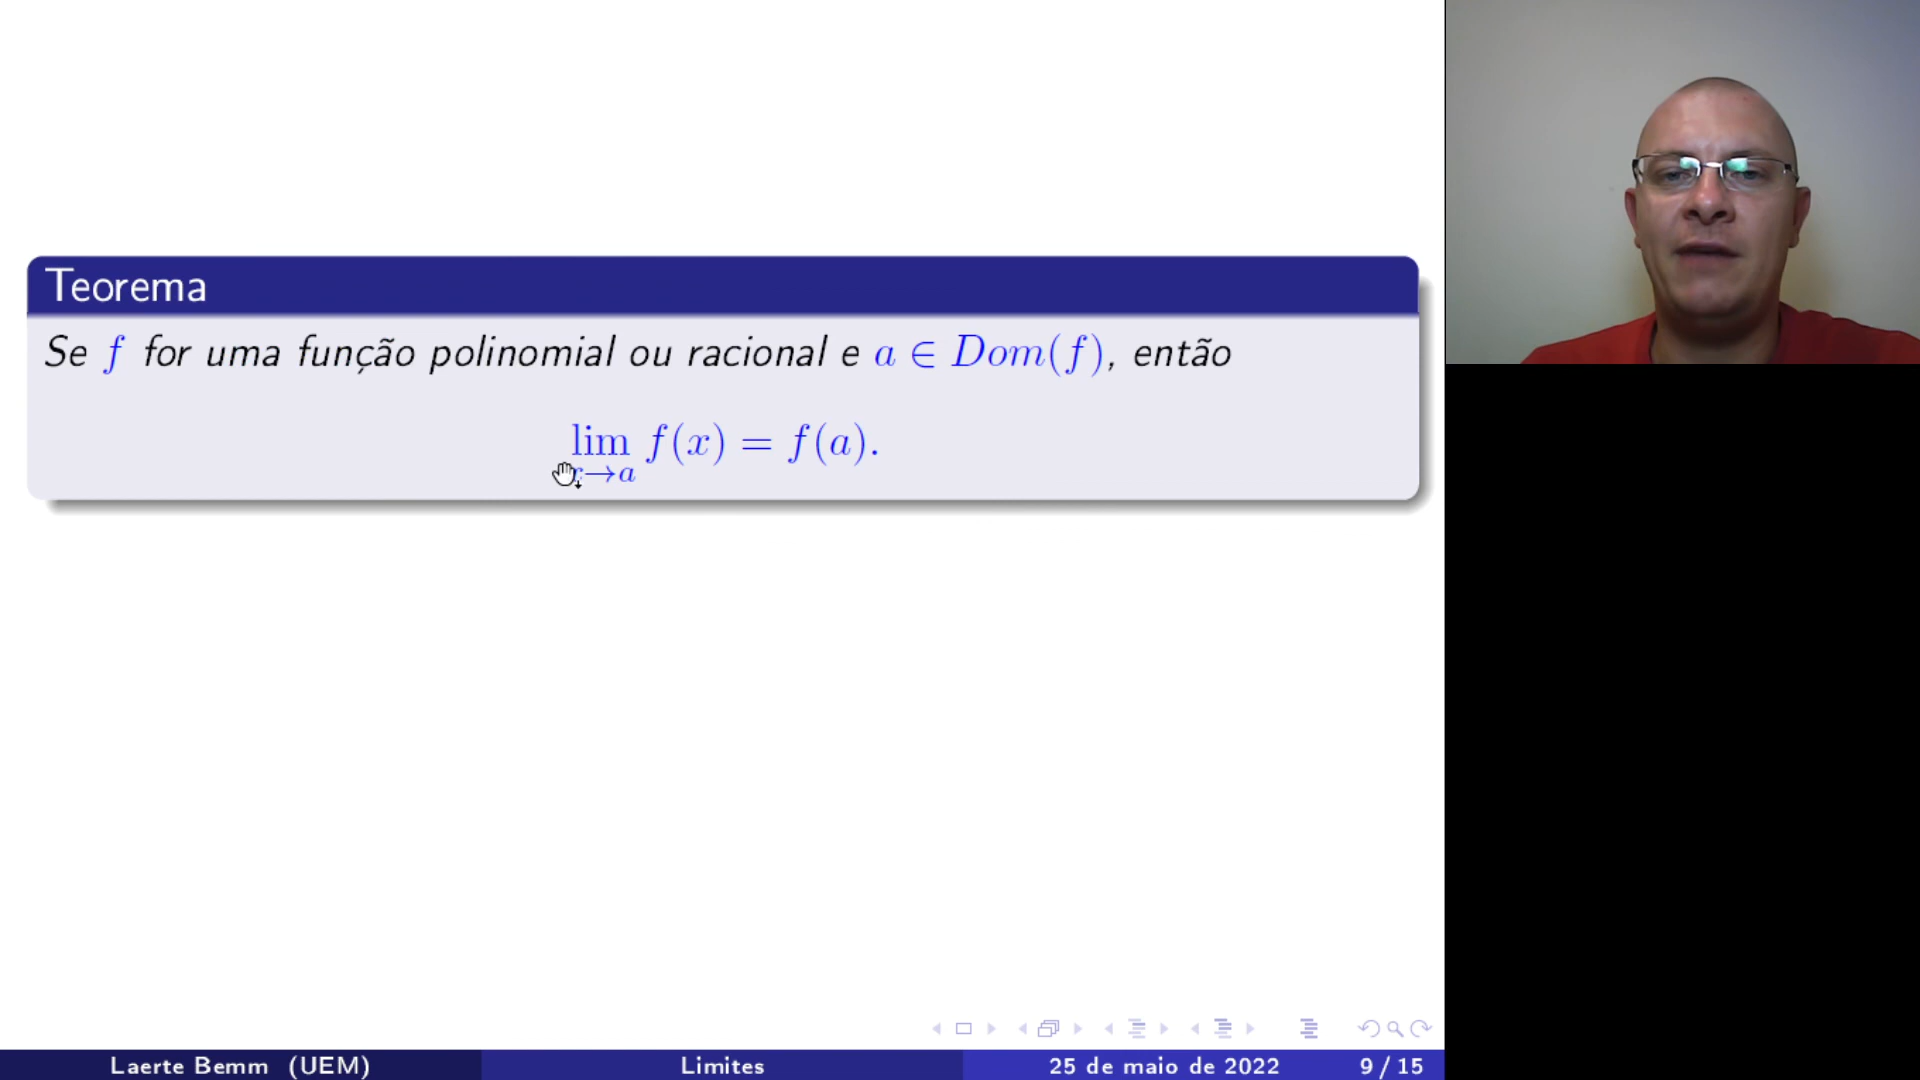 Teorema
Se f for uma função polinomial ou racional e a ∈ Dom(f), então
lim f(x) = f(a).
x→a
Laerte Bemm (UEM) Limites 25 de maio de 2022 9 / 15